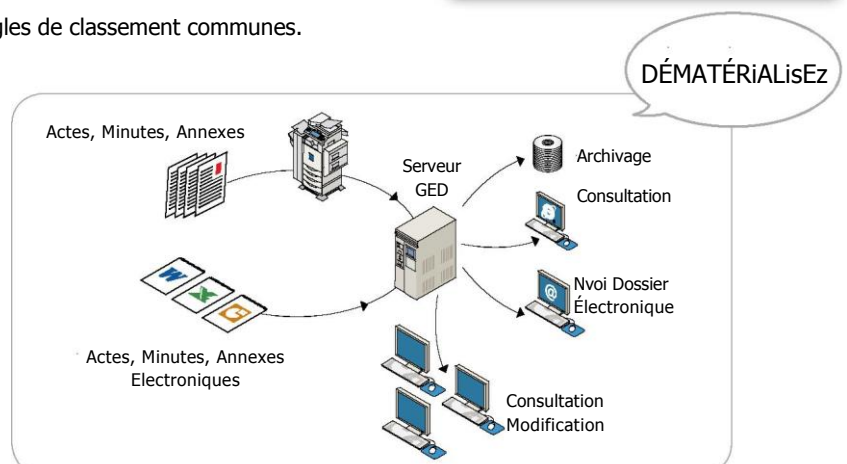 gles de classement communes.
DÉMATÉRiALisEz
Actes, Minutes, Annexes
Serveur
GED
Archivage
Consultation
Nvoi Dossier
Électronique
Actes, Minutes, Annexes
Electroniques
Consultation
Modification